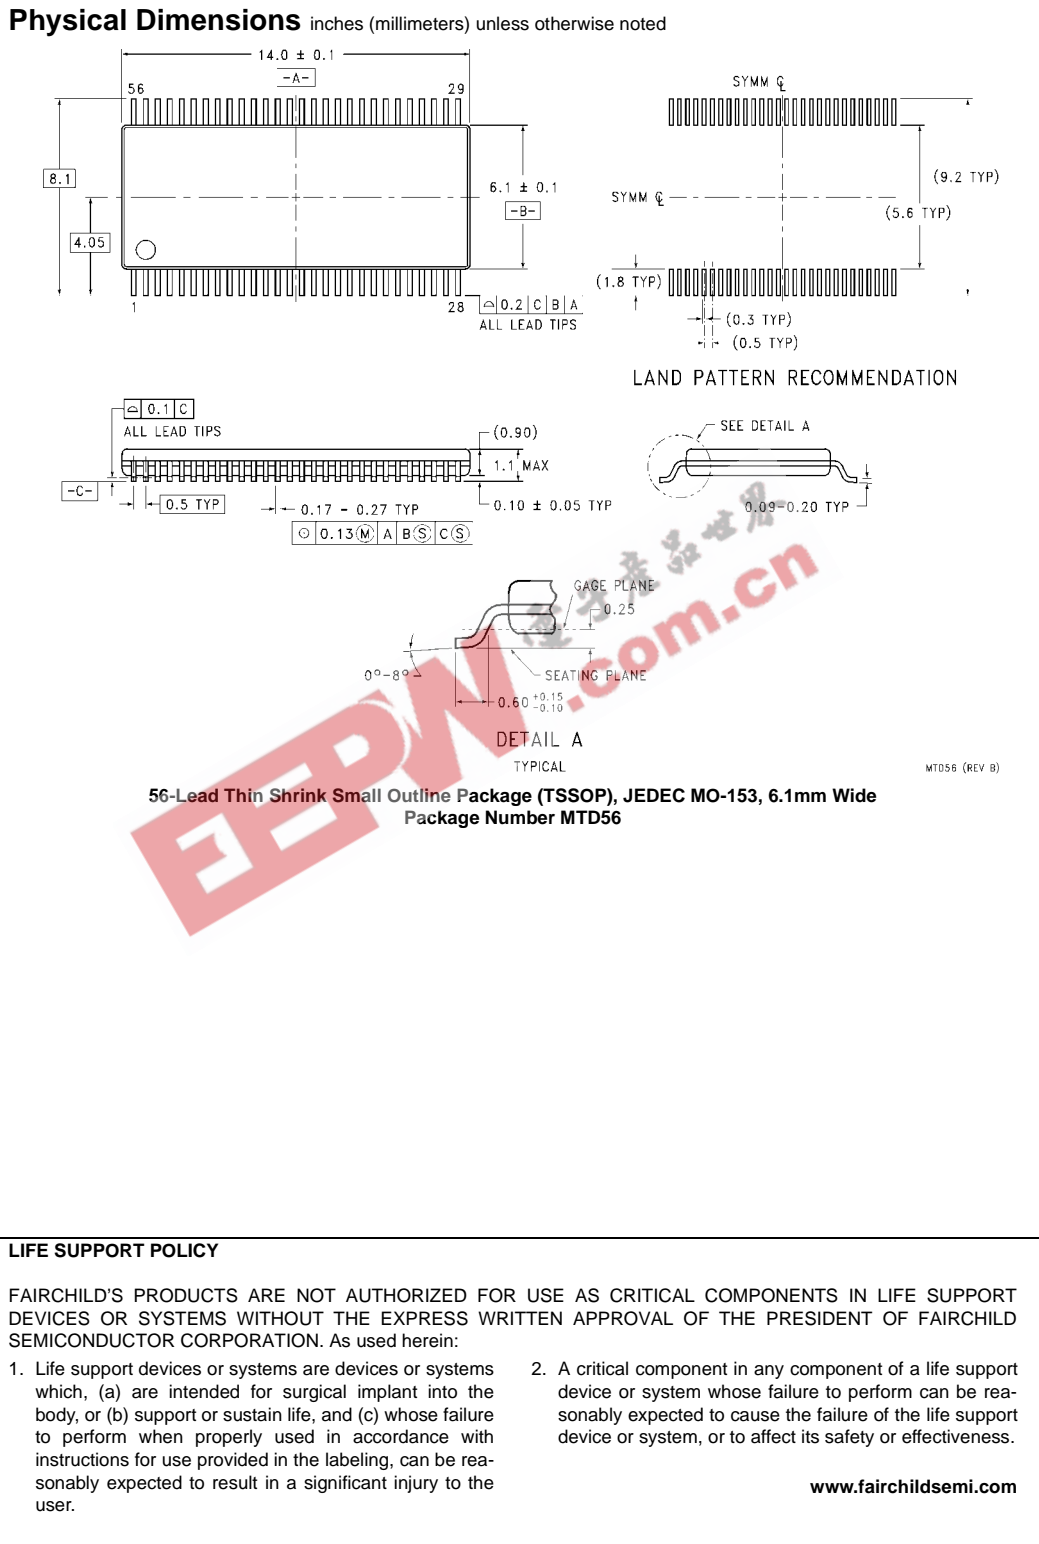 Physical Dimensions inches (millimeters) unless otherwise noted
14.0 ± 0.1
-A-
56
29
8.1
4.05
6.1 ± 0.1
-B-
1
28
⌓ 0.2 C B A
ALL LEAD TIPS
SYMM ℄
SYMM ℄
(9.2 TYP)
(5.6 TYP)
(1.8 TYP)
(0.3 TYP)
(0.5 TYP)
LAND PATTERN RECOMMENDATION
⌓ 0.1 C
ALL LEAD TIPS
(0.90)
1.1 MAX
-C-
0.5 TYP
0.17 - 0.27 TYP
0.10 ± 0.05 TYP
0.13 Ⓜ A BⓈ CⓈ
SEE DETAIL A
0.09-0.20 TYP
GAGE PLANE
0.25
0º-8º
SEATING PLANE
0.60 +0.15 -0.10
DETAIL A
TYPICAL
MTD56 (REV B)
EEPW.com.cn
電子產品世界
56-Lead Thin Shrink Small Outline Package (TSSOP), JEDEC MO-153, 6.1mm Wide
Package Number MTD56
LIFE SUPPORT POLICY
FAIRCHILD'S PRODUCTS ARE NOT AUTHORIZED FOR USE AS CRITICAL COMPONENTS IN LIFE SUPPORT
DEVICES OR SYSTEMS WITHOUT THE EXPRESS WRITTEN APPROVAL OF THE PRESIDENT OF FAIRCHILD
SEMICONDUCTOR CORPORATION. As used herein:
1. Life support devices or systems are devices or systems
which, (a) are intended for surgical implant into the
body, or (b) support or sustain life, and (c) whose failure
to perform when properly used in accordance with
instructions for use provided in the labeling, can be rea-
sonably expected to result in a significant injury to the
user.
2. A critical component in any component of a life support
device or system whose failure to perform can be rea-
sonably expected to cause the failure of the life support
device or system, or to affect its safety or effectiveness.
www.fairchildsemi.com